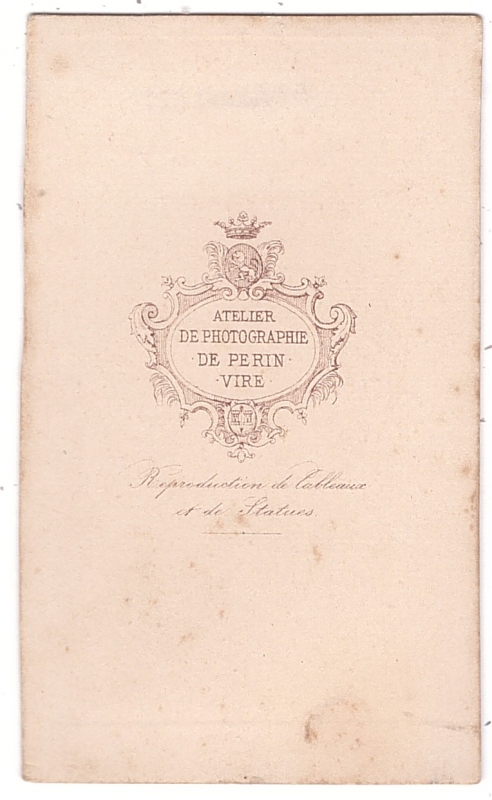 ATELIER
DE PHOTOGRAPHIE
· DE PERIN ·
· VIRE ·
Reproduction de Tableaux
et de Statues